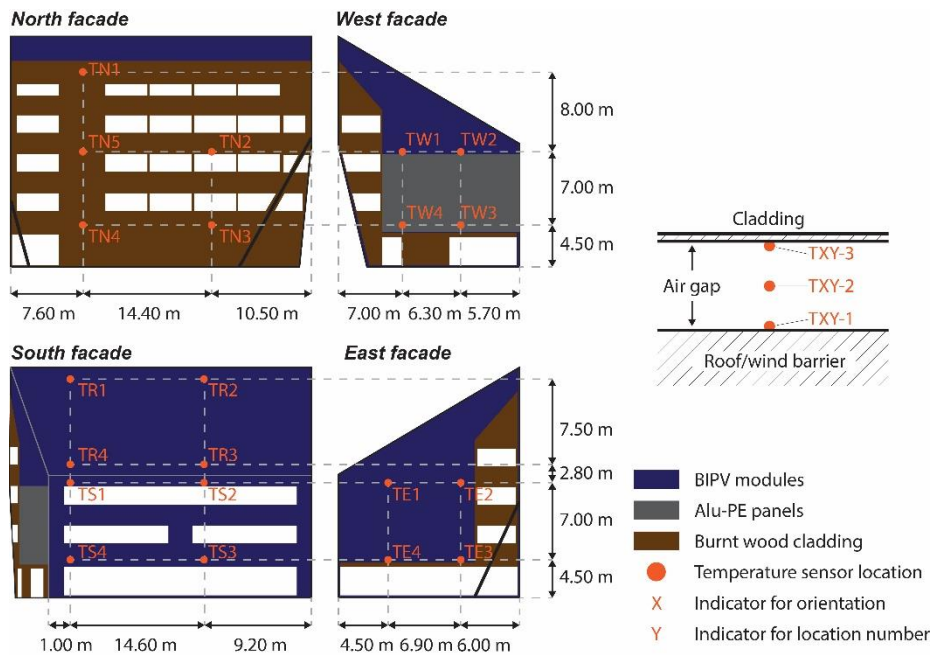 North facade
TN1
TN5
TN2
TN4
TN3
7.60 m
14.40 m
10.50 m
West facade
TW1
TW2
TW4
TW3
8.00 m
7.00 m
4.50 m
7.00 m
6.30 m
5.70 m
Cladding
TXY-3
Air gap
TXY-2
TXY-1
Roof/wind barrier
South facade
TR1
TR2
TR4
TR3
TS1
TS2
TS4
TS3
1.00 m
14.60 m
9.20 m
East facade
TE1
TE2
TE4
TE3
7.50 m
2.80 m
7.00 m
4.50 m
4.50 m
6.90 m
6.00 m
BIPV modules
Alu-PE panels
Burnt wood cladding
Temperature sensor location
X Indicator for orientation
Y Indicator for location number